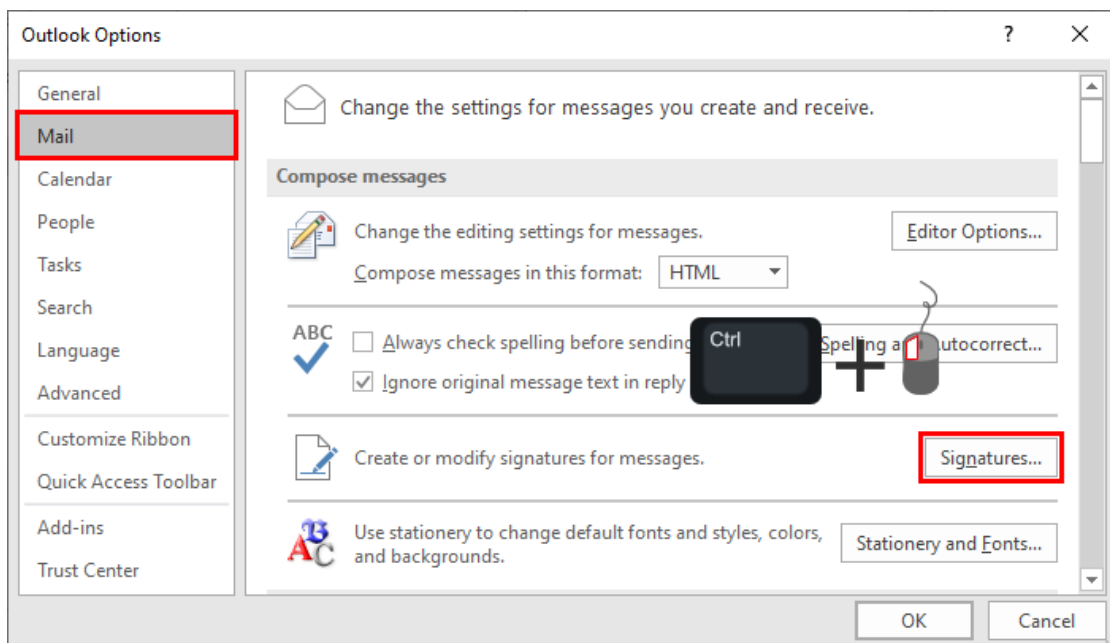 Outlook Options
?
General
Mail
Calendar
People
Tasks
Search
Language
Advanced
Customize Ribbon
Quick Access Toolbar
Add-ins
Trust Center
Change the settings for messages you create and receive.
Compose messages
Change the editing settings for messages.
Editor Options...
Compose messages in this format: HTML
ABC
Always check spelling before sending
Ctrl
+
Spelling a utocorrect...
Ignore original message text in reply
Create or modify signatures for messages.
Signatures...
ABC
Use stationery to change default fonts and styles, colors,
and backgrounds.
Stationery and Fonts...
OK
Cancel